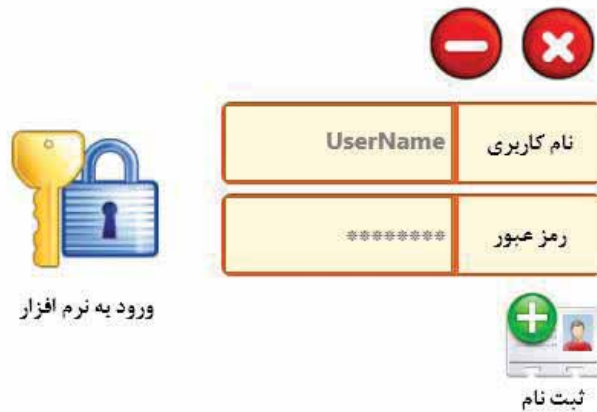 نام کاربری
UserName
رمز عبور
********
ورود به نرم افزار
ثبت نام